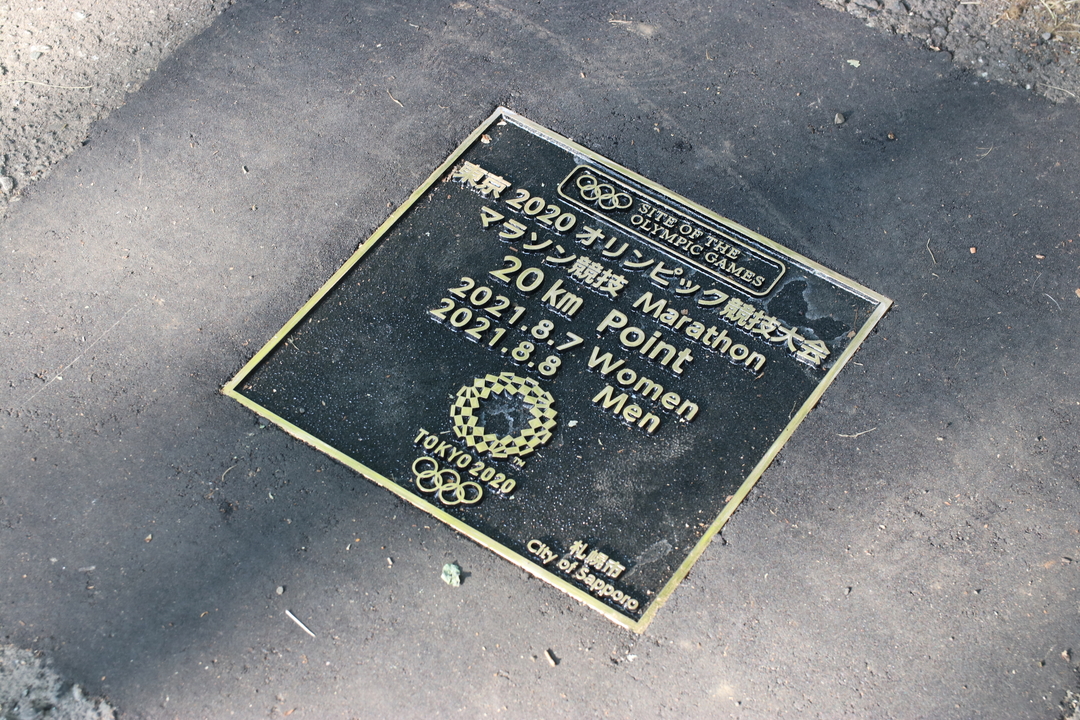 SITE OF THE
OLYMPIC GAMES
東京 2020 オリンピック競技大会
マラソン競技 Marathon
20 km Point
2021.8.7 Women
2021.8.8 Men
TM
TOKYO 2020
札幌市
City of Sapporo